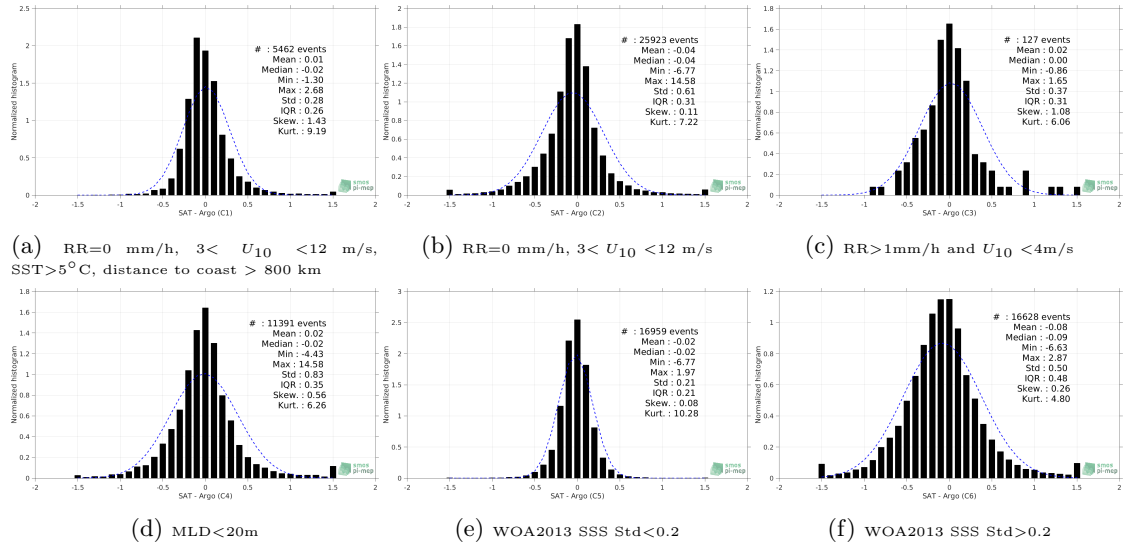 2.5
2
1.5
1
0.5
0
-2 -1.5 -1 -0.5 0 0.5 1 1.5 2
Normalized histogram
SAT - Argo (C1)
# : 5462 events
Mean : 0.01
Median : -0.02
Min : -1.30
Max : 2.68
Std : 0.28
IQR : 0.26
Skew. : 1.43
Kurt. : 9.19
smos
pi-mep
2
1.8
1.6
1.4
1.2
1
0.8
0.6
0.4
0.2
0
-2 -1.5 -1 -0.5 0 0.5 1 1.5 2
Normalized histogram
SAT - Argo (C2)
# : 25923 events
Mean : -0.04
Median : -0.04
Min : -6.77
Max : 14.58
Std : 0.61
IQR : 0.31
Skew. : 0.11
Kurt. : 7.22
smos
pi-mep
1.8
1.6
1.4
1.2
1
0.8
0.6
0.4
0.2
0
-2 -1.5 -1 -0.5 0 0.5 1 1.5 2
Normalized histogram
SAT - Argo (C3)
# : 127 events
Mean : 0.02
Median : 0.00
Min : -0.86
Max : 1.65
Std : 0.37
IQR : 0.31
Skew. : 1.08
Kurt. : 6.06
smos
pi-mep
(a) RR=0 mm/h, 3< U10 <12 m/s,
SST>5°C, distance to coast > 800 km
(b) RR=0 mm/h, 3< U10 <12 m/s
(c) RR>1mm/h and U10 <4m/s
1.8
1.6
1.4
1.2
1
0.8
0.6
0.4
0.2
0
-2 -1.5 -1 -0.5 0 0.5 1 1.5 2
Normalized histogram
SAT - Argo (C4)
# : 11391 events
Mean : 0.02
Median : -0.02
Min : -4.43
Max : 14.58
Std : 0.83
IQR : 0.35
Skew. : 0.56
Kurt. : 6.26
smos
pi-mep
3
2.5
2
1.5
1
0.5
0
-2 -1.5 -1 -0.5 0 0.5 1 1.5 2
Normalized histogram
SAT - Argo (C5)
# : 16959 events
Mean : -0.02
Median : -0.02
Min : -6.77
Max : 1.97
Std : 0.21
IQR : 0.21
Skew. : 0.08
Kurt. : 10.28
smos
pi-mep
1.2
1
0.8
0.6
0.4
0.2
0
-2 -1.5 -1 -0.5 0 0.5 1 1.5 2
Normalized histogram
SAT - Argo (C6)
# : 16628 events
Mean : -0.08
Median : -0.09
Min : -6.63
Max : 2.87
Std : 0.50
IQR : 0.48
Skew. : 0.26
Kurt. : 4.80
smos
pi-mep
(d) MLD<20m
(e) WOA2013 SSS Std<0.2
(f) WOA2013 SSS Std>0.2